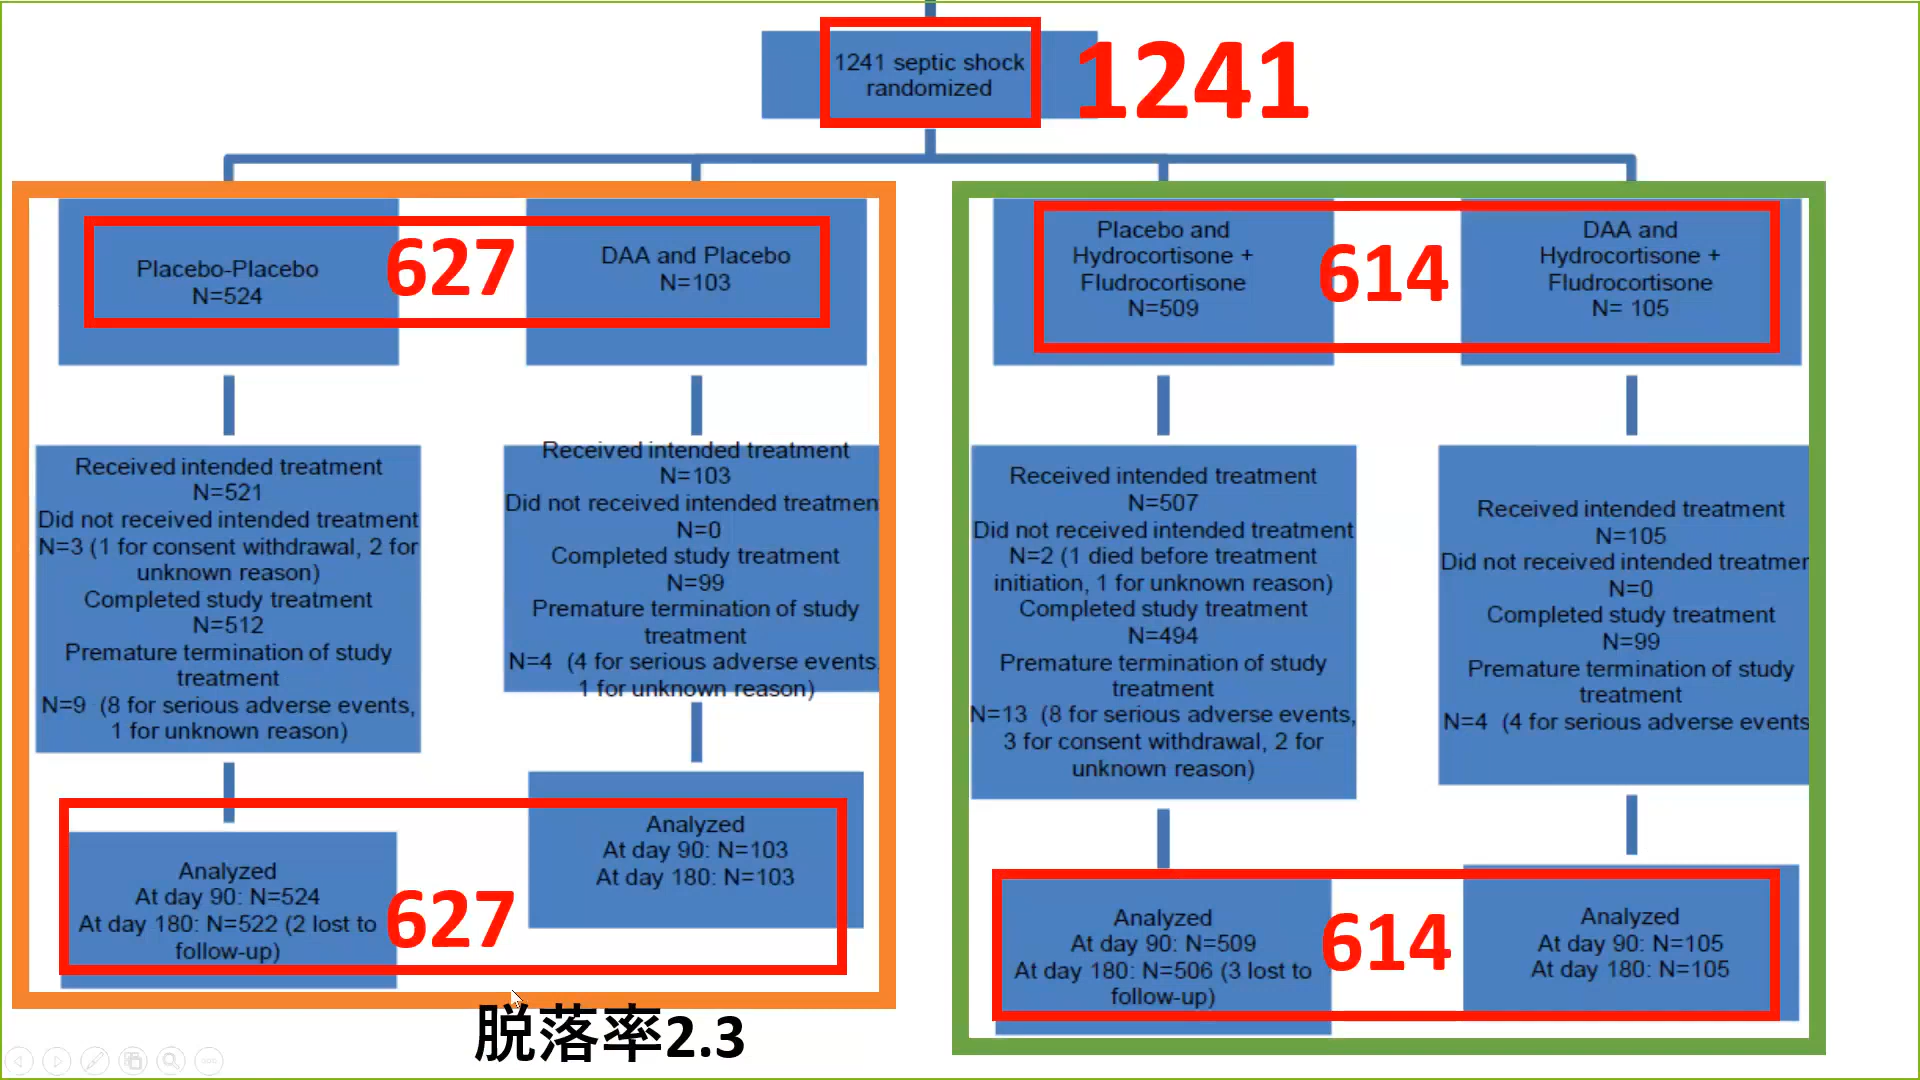 1241 septic shock
randomized
1241
Placebo-Placebo
N=524
627
DAA and Placebo
N=103
Placebo and
Hydrocortisone +
Fludrocortisone
N=509
614
DAA and
Hydrocortisone +
Fludrocortisone
N= 105
Received intended treatment
N=521
Did not received intended treatment
N=3 (1 for consent withdrawal, 2 for
unknown reason)
Completed study treatment
N=512
Premature termination of study
treatment
N=9 (8 for serious adverse events,
1 for unknown reason)
Received intended treatment
N=103
Did not received intended treatmen
N=0
Completed study treatment
N=99
Premature termination of study
treatment
N=4 (4 for serious adverse events,
1 for unknown reason)
Received intended treatment
N=507
Did not received intended treatment
N=2 (1 died before treatment
initiation, 1 for unknown reason)
Completed study treatment
N=494
Premature termination of study
treatment
N=13 (8 for serious adverse events,
3 for consent withdrawal, 2 for
unknown reason)
Received intended treatment
N=105
Did not received intended treatmer
N=0
Completed study treatment
N=99
Premature termination of study
treatment
N=4 (4 for serious adverse events
Analyzed
At day 90: N=524
At day 180: N=522 (2 lost to
follow-up)
627
Analyzed
At day 90: N=103
At day 180: N=103
Analyzed
At day 90: N=509
At day 180: N=506 (3 lost to
follow-up)
614
Analyzed
At day 90: N=105
At day 180: N=105
脱落率2.3